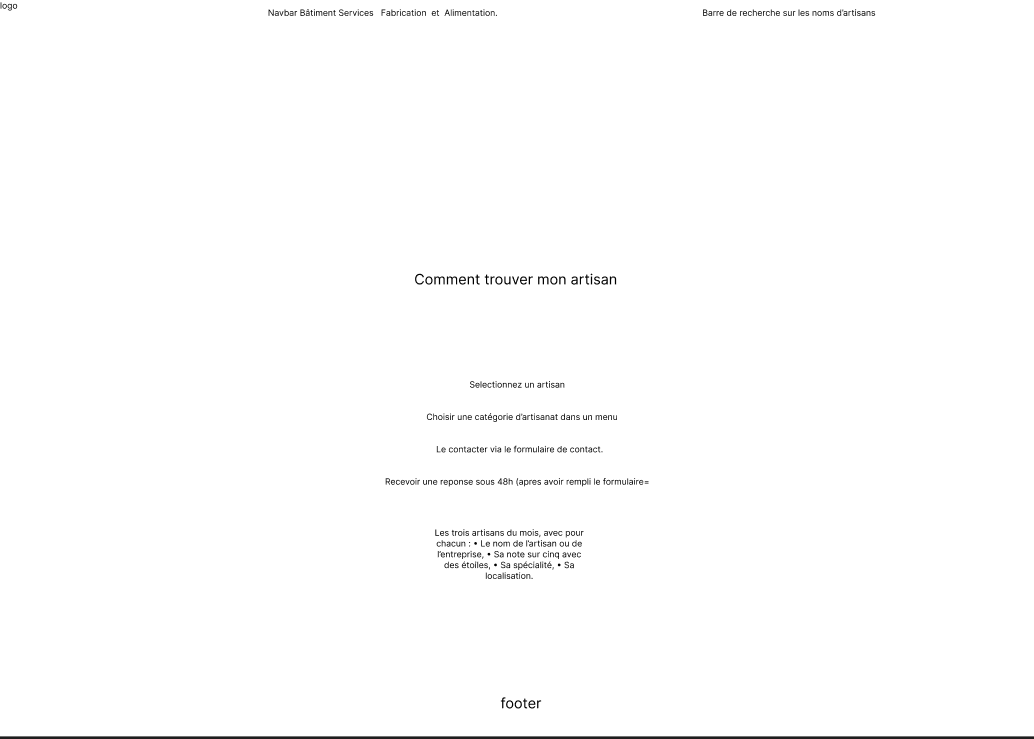 logo
Navbar Bâtiment Services Fabrication et Alimentation.
Barre de recherche sur les noms d'artisans
Comment trouver mon artisan
Selectionnez un artisan
Choisir une catégorie d'artisanat dans un menu
Le contacter via le formulaire de contact.
Recevoir une reponse sous 48h (apres avoir rempli le formulaire=
Les trois artisans du mois, avec pour
chacun : • Le nom de l'artisan ou de
l'entreprise, • Sa note sur cinq avec
des étoiles, • Sa spécialité, • Sa
localisation.
footer